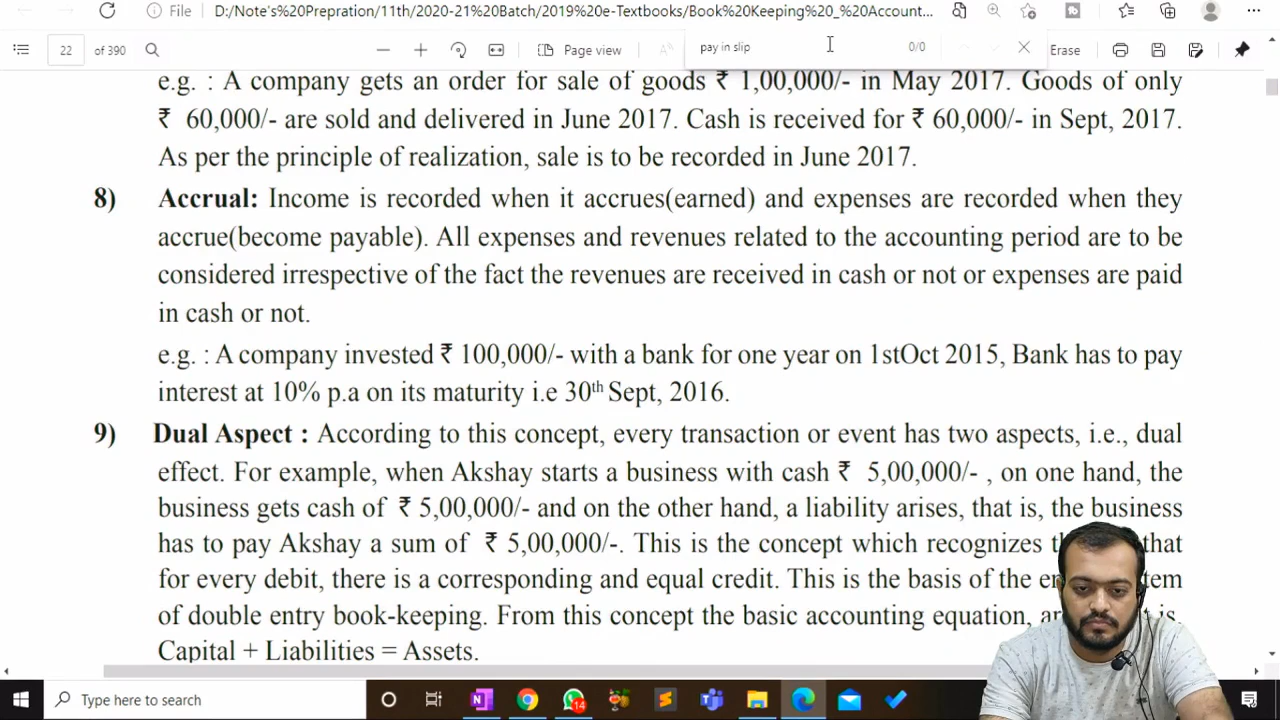 File D:/Note's%20Prepration/11th/2020-21%20Batch/2019%20e-Textbooks/Book%20Keeping%20_%20Account...
22 of 390 Page view pay in slip 0/0 Erase
e.g. : A company gets an order for sale of goods ₹ 1,00,000/- in May 2017. Goods of only
₹ 60,000/- are sold and delivered in June 2017. Cash is received for ₹ 60,000/- in Sept, 2017.
As per the principle of realization, sale is to be recorded in June 2017.
8) Accrual: Income is recorded when it accrues(earned) and expenses are recorded when they
accrue(become payable). All expenses and revenues related to the accounting period are to be
considered irrespective of the fact the revenues are received in cash or not or expenses are paid
in cash or not.
e.g. : A company invested ₹ 100,000/- with a bank for one year on 1stOct 2015, Bank has to pay
interest at 10% p.a on its maturity i.e 30th Sept, 2016.
9) Dual Aspect : According to this concept, every transaction or event has two aspects, i.e., dual
effect. For example, when Akshay starts a business with cash ₹ 5,00,000/- , on one hand, the
business gets cash of ₹ 5,00,000/- and on the other hand, a liability arises, that is, the business
has to pay Akshay a sum of ₹ 5,00,000/-. This is the concept which recognizes that
for every debit, there is a corresponding and equal credit. This is the basis of the
of double entry book-keeping. From this concept the basic accounting equation,
Capital + Liabilities = Assets.
Type here to search
14